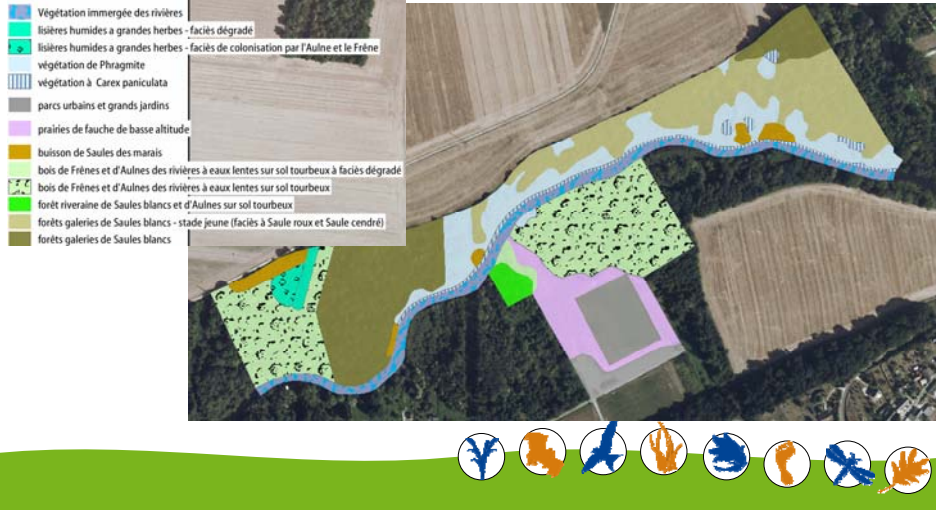 Végétation immergée des rivières
lisières humides a grandes herbes - faciès dégradé
lisières humides a grandes herbes - faciès de colonisation par l'Aulne et le Frêne
végétation de Phragmite
végétation à Carex paniculata
parcs urbains et grands jardins
prairies de fauche de basse altitude
buisson de Saules des marais
bois de Frênes et d'Aulnes des rivières à eaux lentes sur sol tourbeux à faciès dégradé
bois de Frênes et d'Aulnes des rivières à eaux lentes sur sol tourbeux
forêt riveraine de Saules blancs et d'Aulnes sur sol tourbeux
forêts galeries de Saules blancs - stade jeune (faciès à Saule roux et Saule cendré)
forêts galeries de Saules blancs